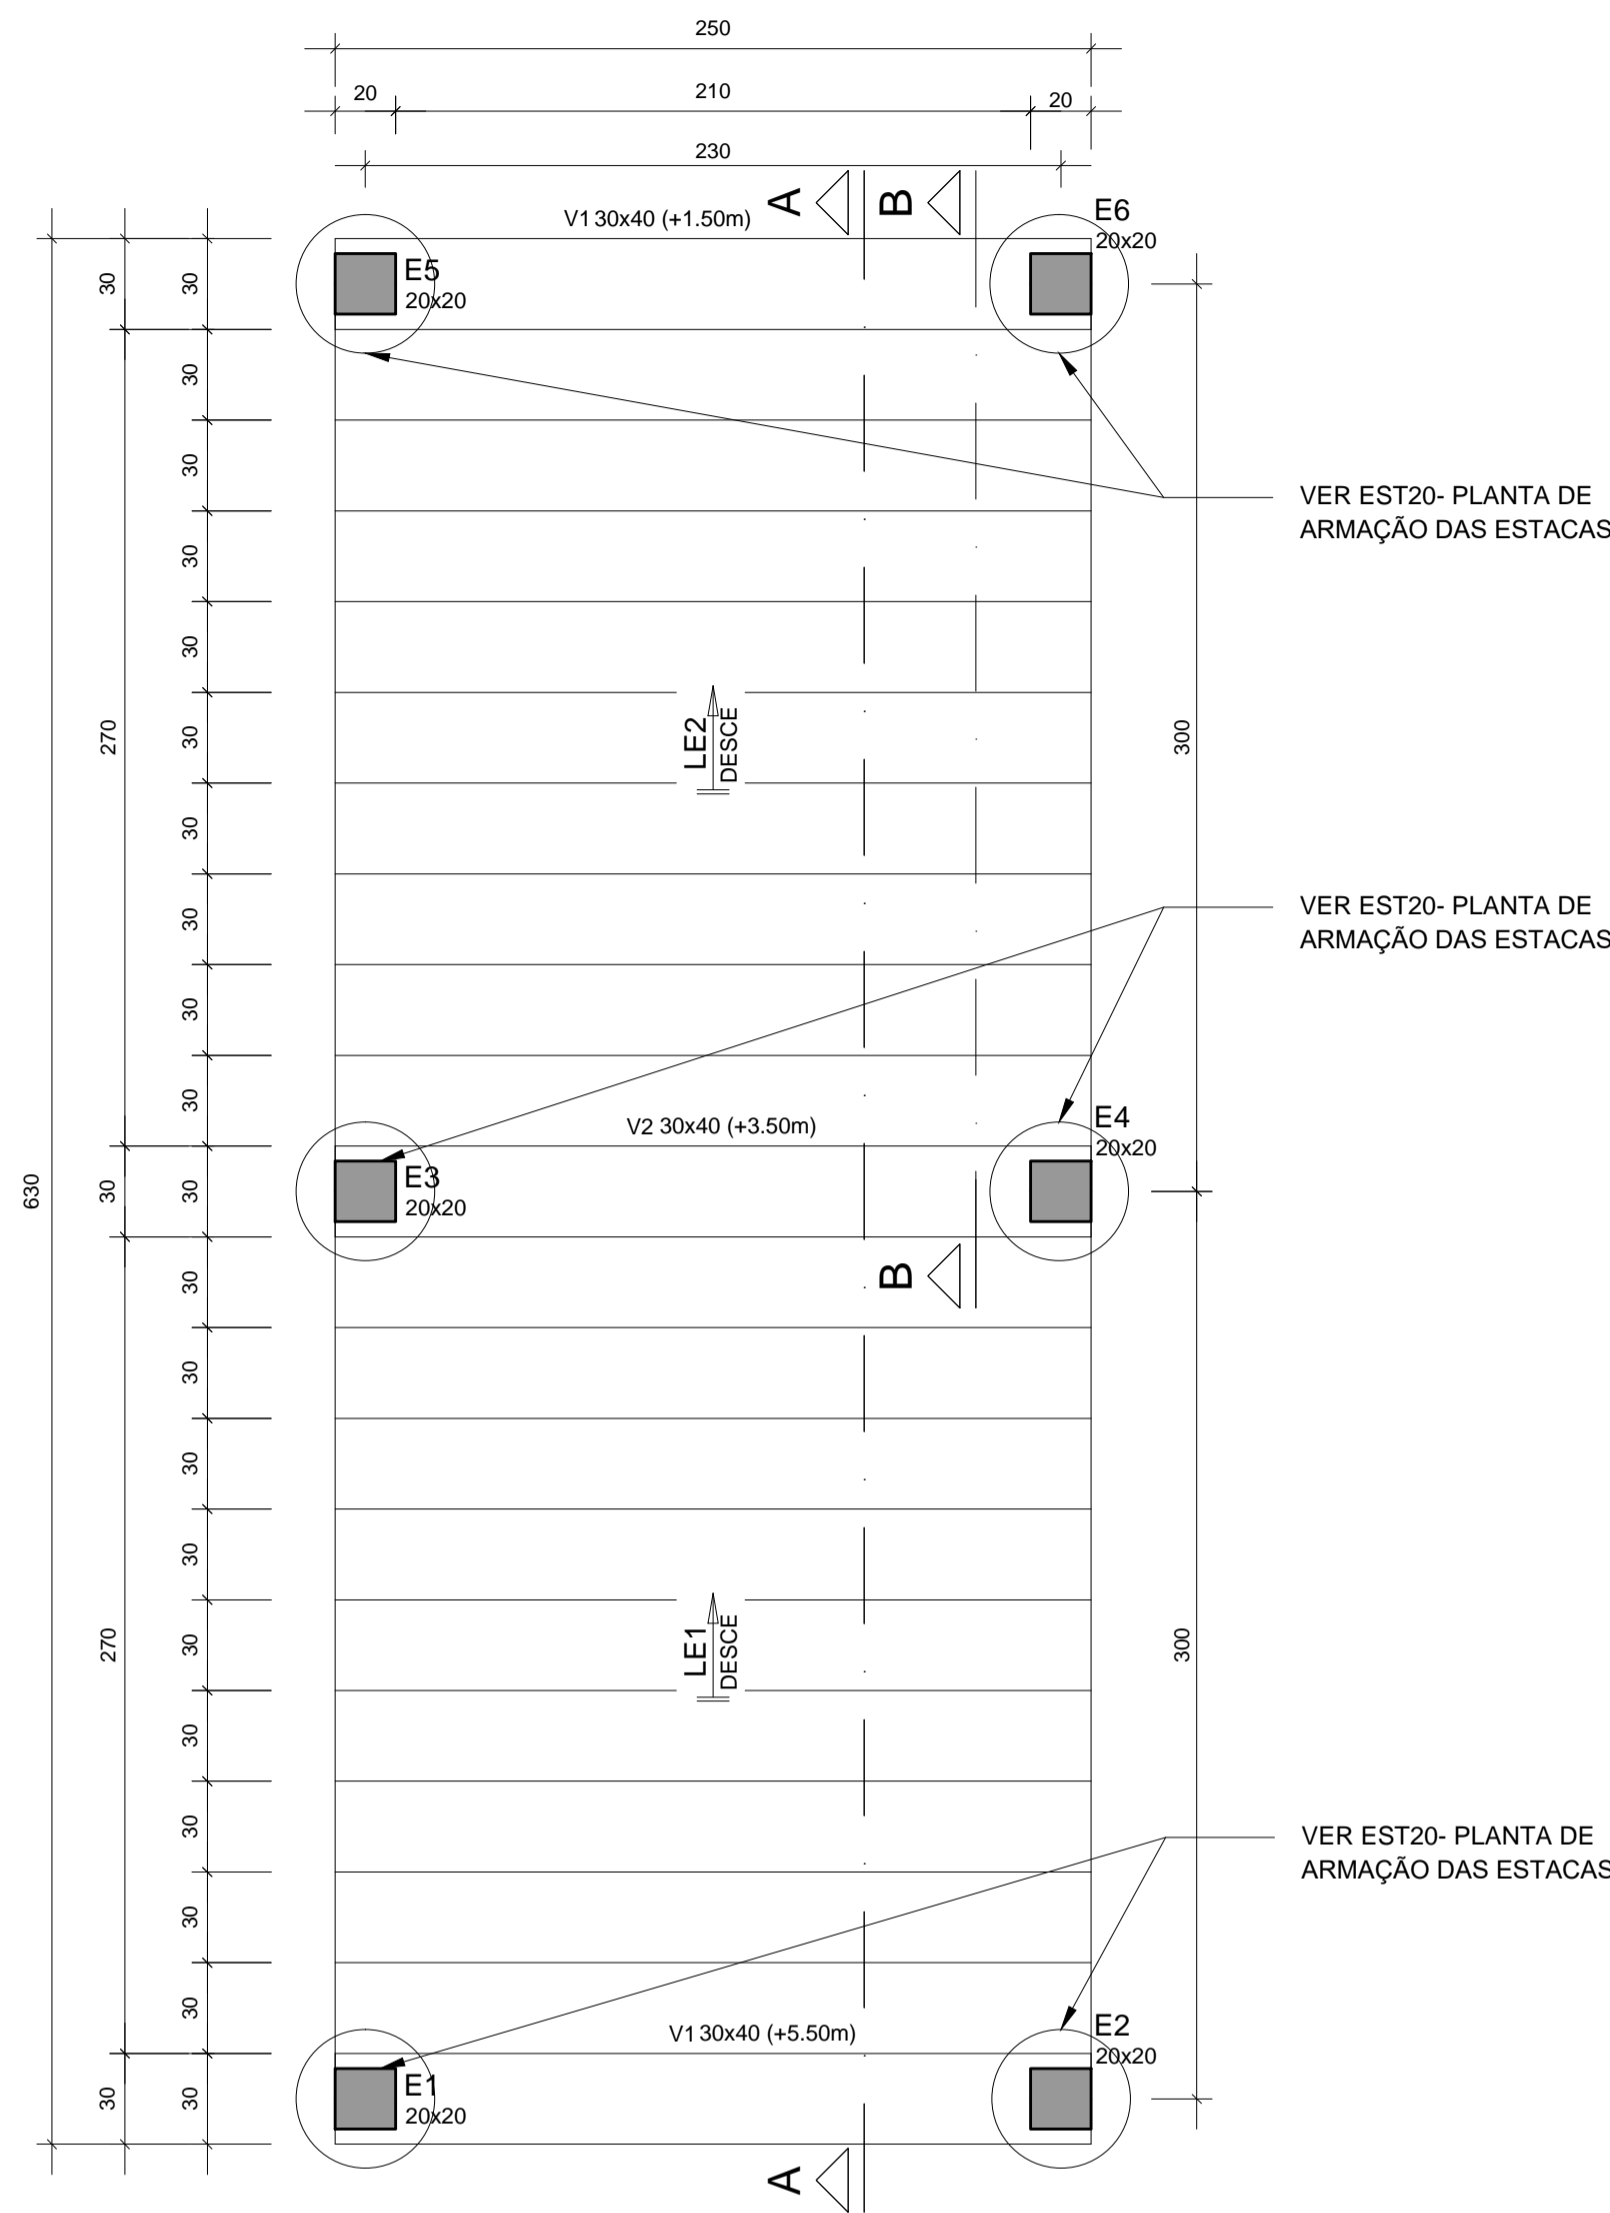 250
20
210
20
230
A
B
E6
20x20
V1 30x40 (+1.50m)
E5
20x20
30
30
30
30
VER EST20- PLANTA DE
ARMAÇÃO DAS ESTACAS
30
30
270
30
LE2
DESCE
300
30
30
VER EST20- PLANTA DE
ARMAÇÃO DAS ESTACAS
30
30
V2 30x40 (+3.50m)
E4
20x20
E3
20x20
630
30
30
30
B
30
30
30
270
30
LE1
DESCE
300
30
30
VER EST20- PLANTA DE
ARMAÇÃO DAS ESTACAS
30
30
V1 30x40 (+5.50m)
E2
20x20
E1
20x20
30
30
A